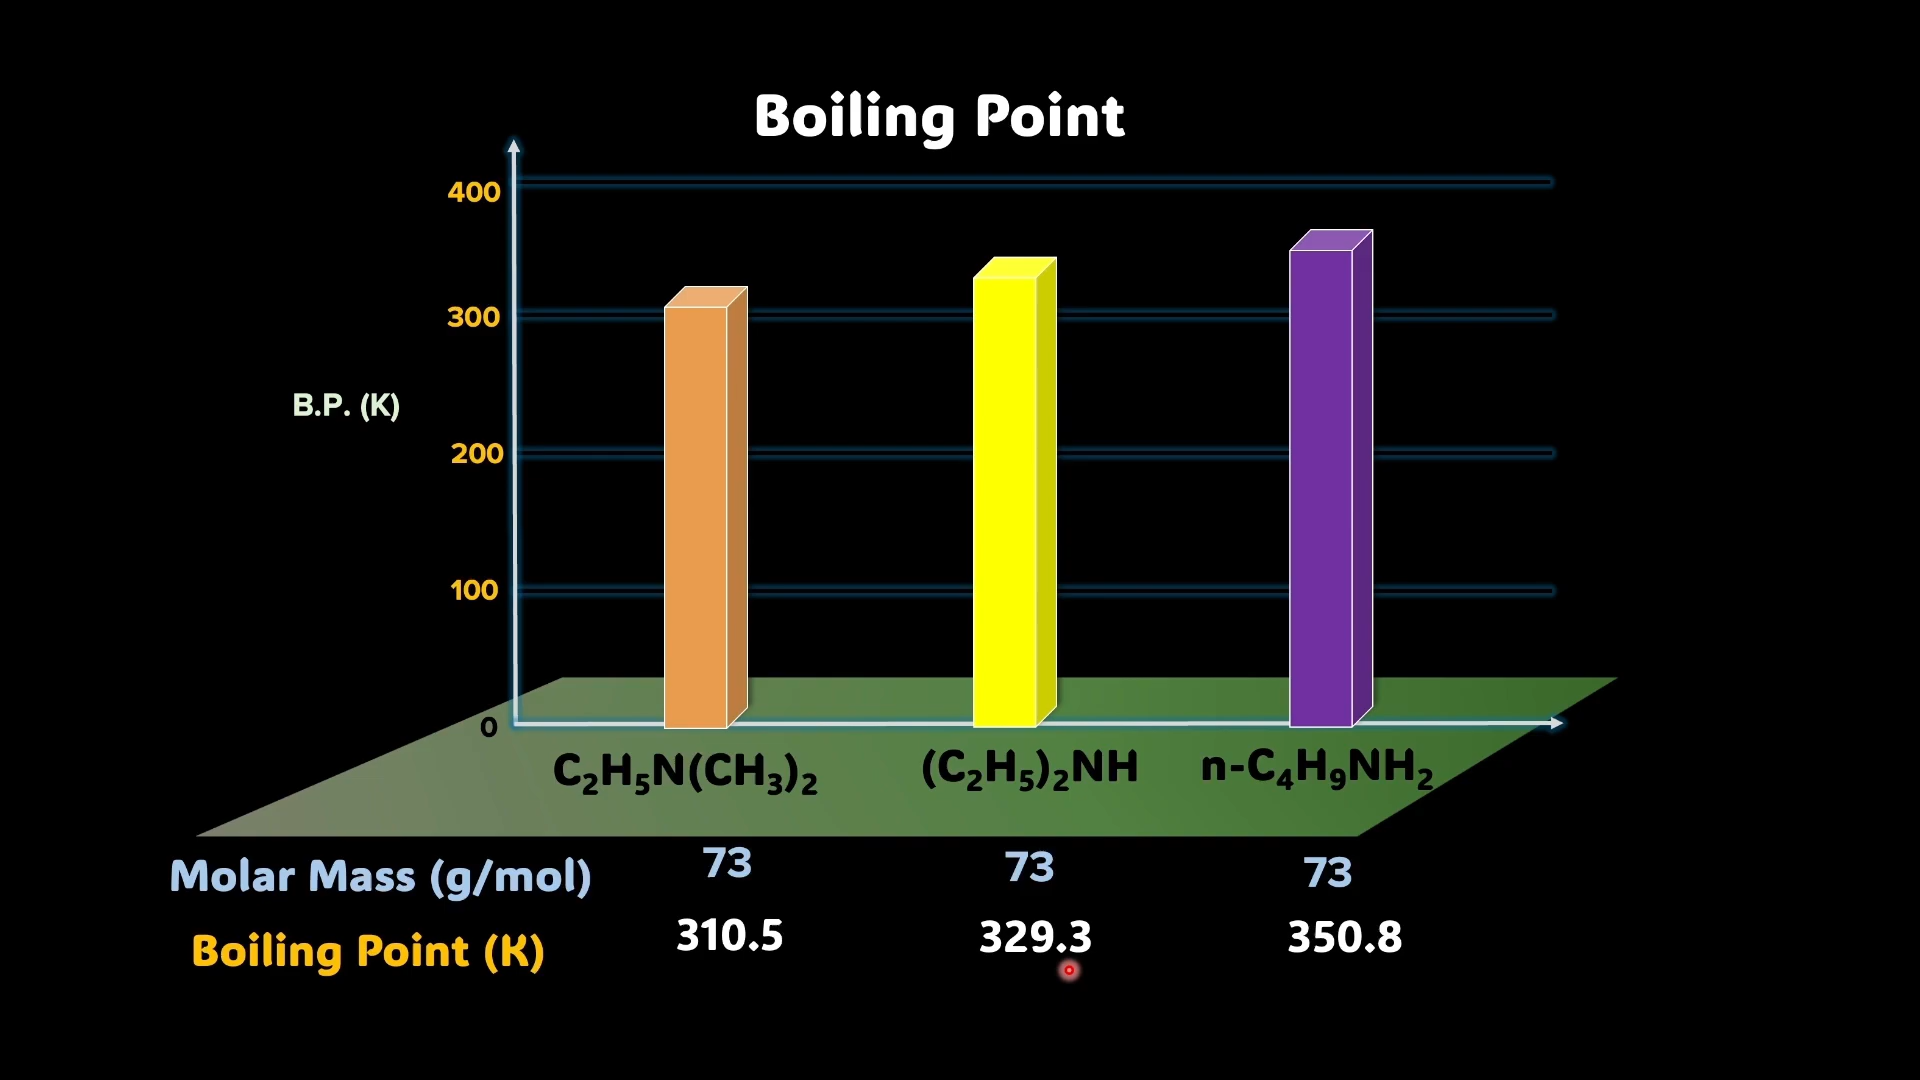 Boiling Point
400
300
B.P. (K)
200
100
0
C₂H₅N(CH₃)₂ (C₂H₅)₂NH n-C₄H₉NH₂
Molar Mass (g/mol) 73 73 73
Boiling Point (K) 310.5 329.3 350.8